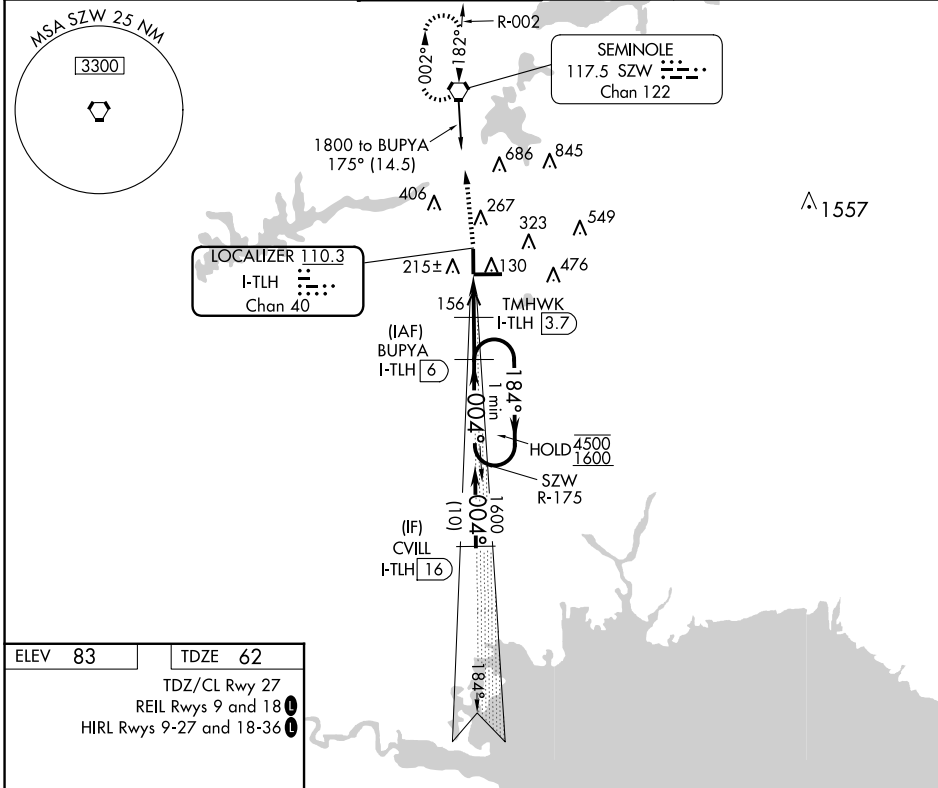 MSA SZW 25 NM
3300
R-002
002°
182°
SEMINOLE
117.5 SZW
Chan 122
1800 to BUPYA
175° (14.5)
686
845
406
267
1557
323
549
LOCALIZER 110.3
I-TLH
Chan 40
215±
130
476
156
TMHWK
I-TLH 3.7
(IAF)
BUPYA
I-TLH 6
184°
1 min
004°
HOLD 4500
1600
SZW
R-175
1600
004°
(10)
(IF)
CVILL
I-TLH 16
184°
ELEV 83
TDZE 62
TDZ/CL Rwy 27
REIL Rwys 9 and 18 L
HIRL Rwys 9-27 and 18-36 L